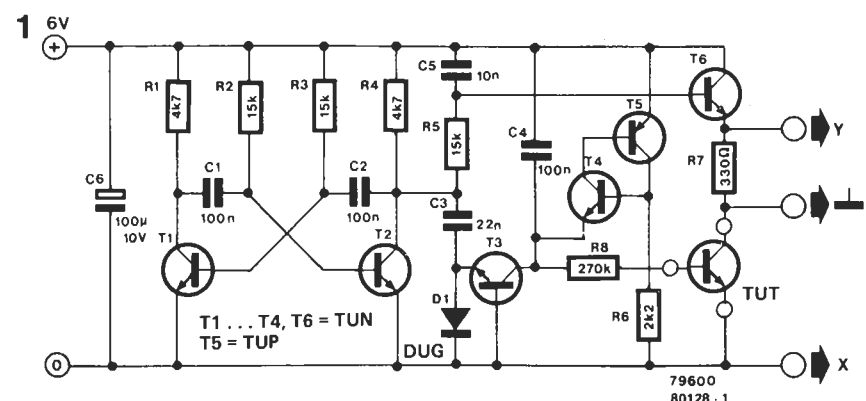 1
6V
+
R1
4k7
R2
15k
R3
15k
R4
4k7
C5
10n
T6
Y
R5
15k
C4
100n
T5
T4
R7
330Ω
C6
100µ
10V
C1
100n
C2
100n
T1
T2
C3
22n
T3
R8
270k
TUT
D1
R6
2k2
T1 . . . T4, T6 = TUN
T5 = TUP
DUG
0
X
79600
80128 . 1